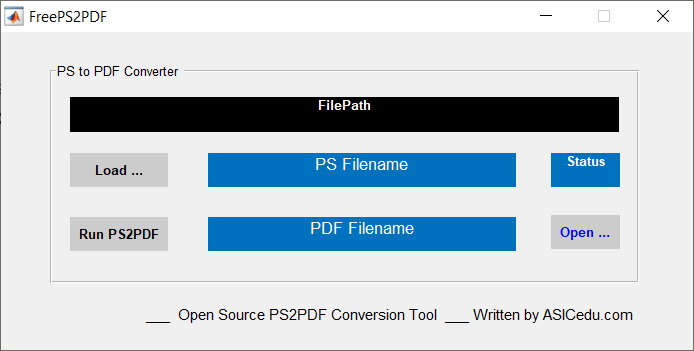 FreePS2PDF
PS to PDF Converter
FilePath
Load ...
PS Filename
Status
Run PS2PDF
PDF Filename
Open ...
___ Open Source PS2PDF Conversion Tool ___ Written by ASICedu.com